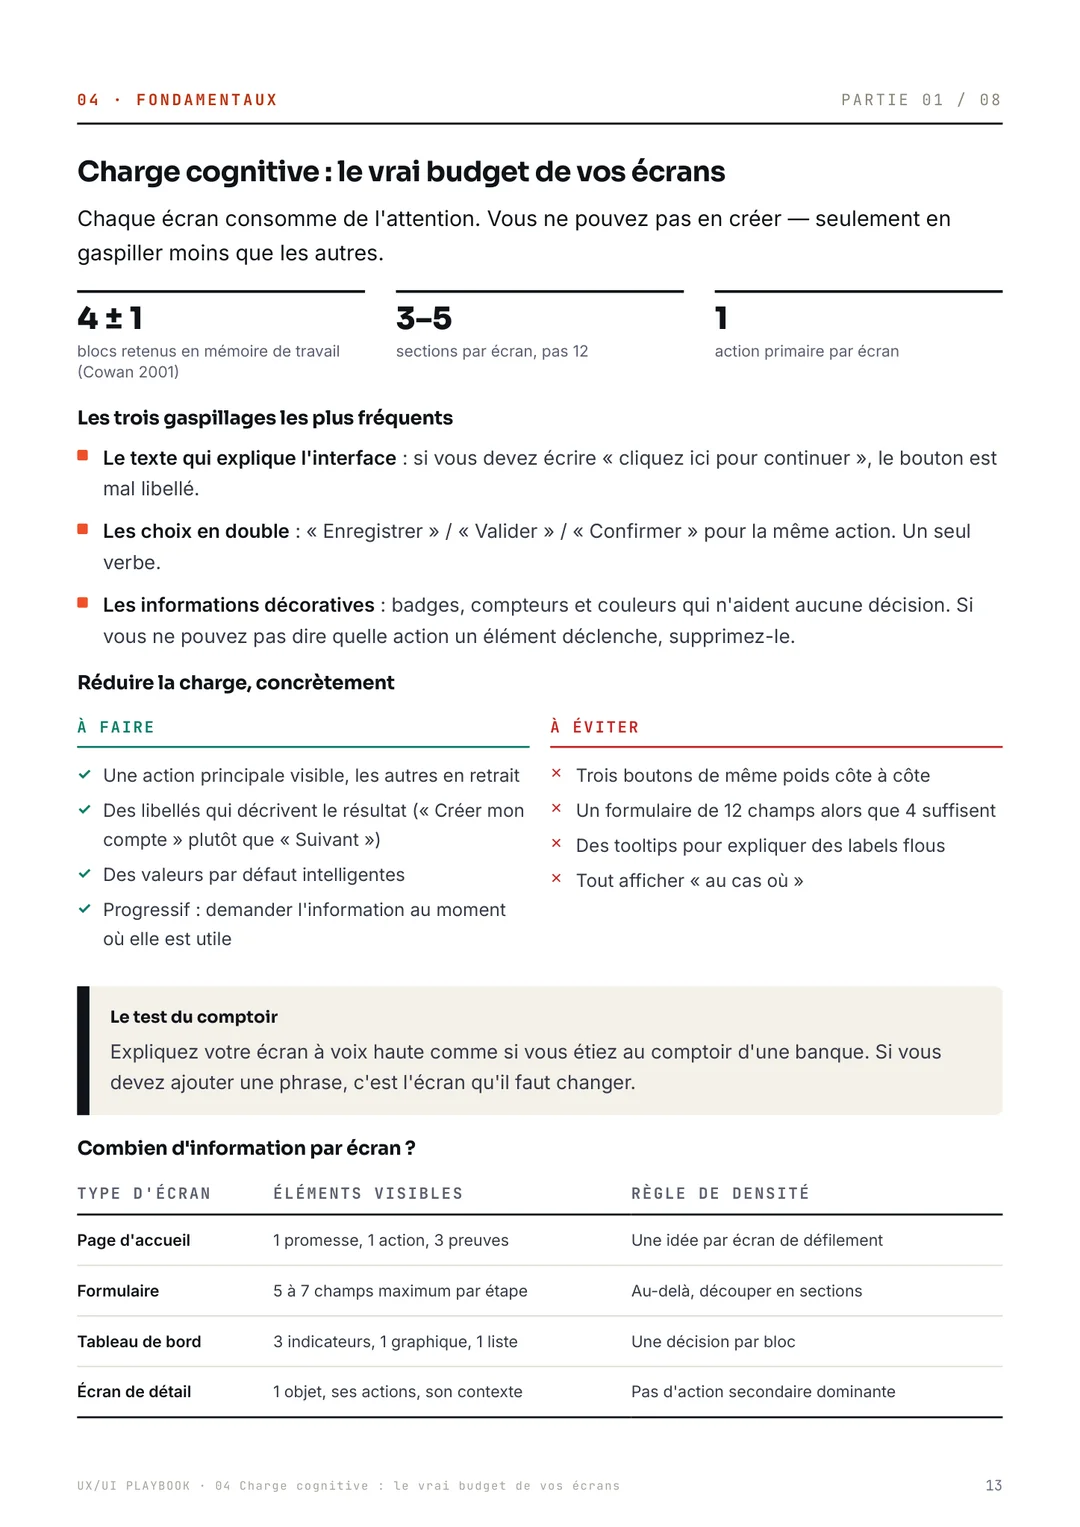 04 · FONDAMENTAUX
PARTIE 01 / 08
Charge cognitive : le vrai budget de vos écrans
Chaque écran consomme de l'attention. Vous ne pouvez pas en créer — seulement en
gaspiller moins que les autres.
4 ± 1
blocs retenus en mémoire de travail
(Cowan 2001)
3–5
sections par écran, pas 12
1
action primaire par écran
Les trois gaspillages les plus fréquents
Le texte qui explique l'interface : si vous devez écrire « cliquez ici pour continuer », le bouton est
mal libellé.
Les choix en double : « Enregistrer » / « Valider » / « Confirmer » pour la même action. Un seul
verbe.
Les informations décoratives : badges, compteurs et couleurs qui n'aident aucune décision. Si
vous ne pouvez pas dire quelle action un élément déclenche, supprimez-le.
Réduire la charge, concrètement
À FAIRE
✓ Une action principale visible, les autres en retrait
✓ Des libellés qui décrivent le résultat (« Créer mon
compte » plutôt que « Suivant »)
✓ Des valeurs par défaut intelligentes
✓ Progressif : demander l'information au moment
où elle est utile
À ÉVITER
× Trois boutons de même poids côte à côte
× Un formulaire de 12 champs alors que 4 suffisent
× Des tooltips pour expliquer des labels flous
× Tout afficher « au cas où »
Le test du comptoir
Expliquez votre écran à voix haute comme si vous étiez au comptoir d'une banque. Si vous
devez ajouter une phrase, c'est l'écran qu'il faut changer.
Combien d'information par écran ?
TYPE D'ÉCRAN ÉLÉMENTS VISIBLES RÈGLE DE DENSITÉ
Page d'accueil 1 promesse, 1 action, 3 preuves Une idée par écran de défilement
Formulaire 5 à 7 champs maximum par étape Au-delà, découper en sections
Tableau de bord 3 indicateurs, 1 graphique, 1 liste Une décision par bloc
Écran de détail 1 objet, ses actions, son contexte Pas d'action secondaire dominante
UX/UI PLAYBOOK · 04 Charge cognitive : le vrai budget de vos écrans
13